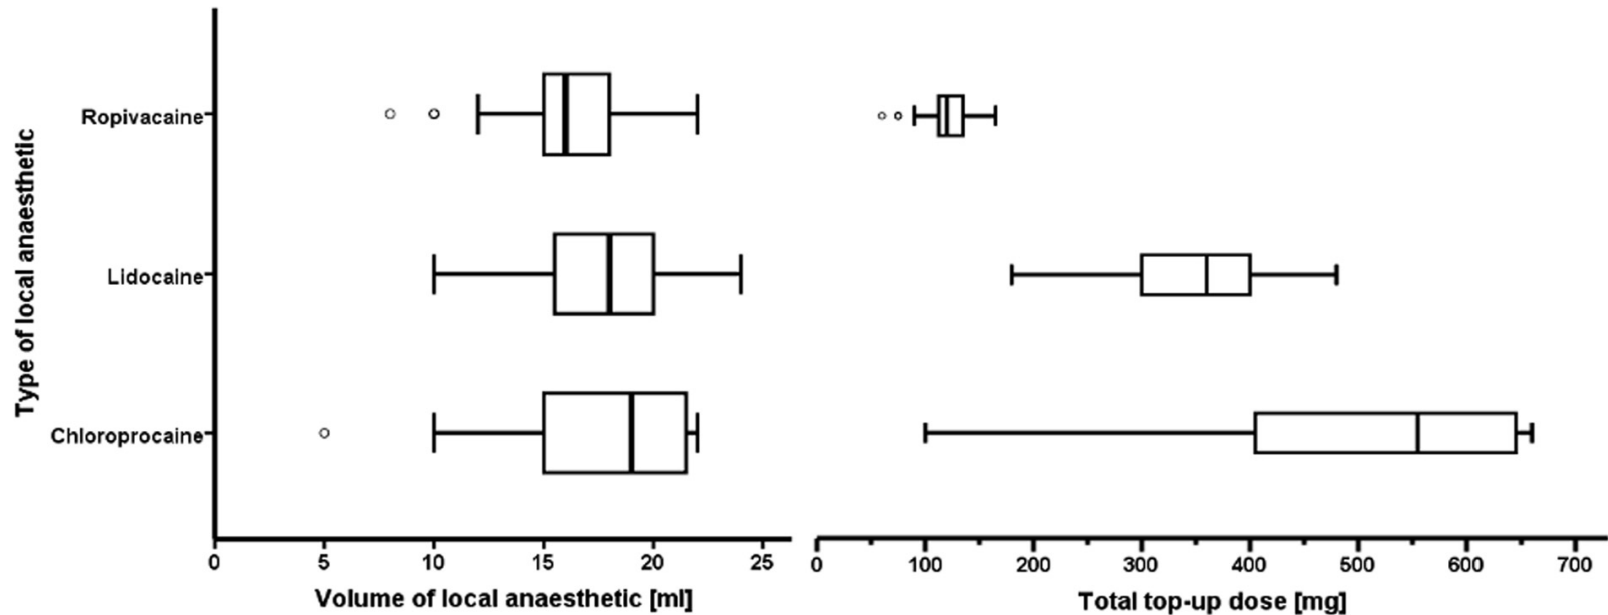 Type of local anaesthetic
Ropivacaine
Lidocaine
Chloroprocaine
0 5 10 15 20 25
Volume of local anaesthetic [ml]
0 100 200 300 400 500 600 700
Total top-up dose [mg]